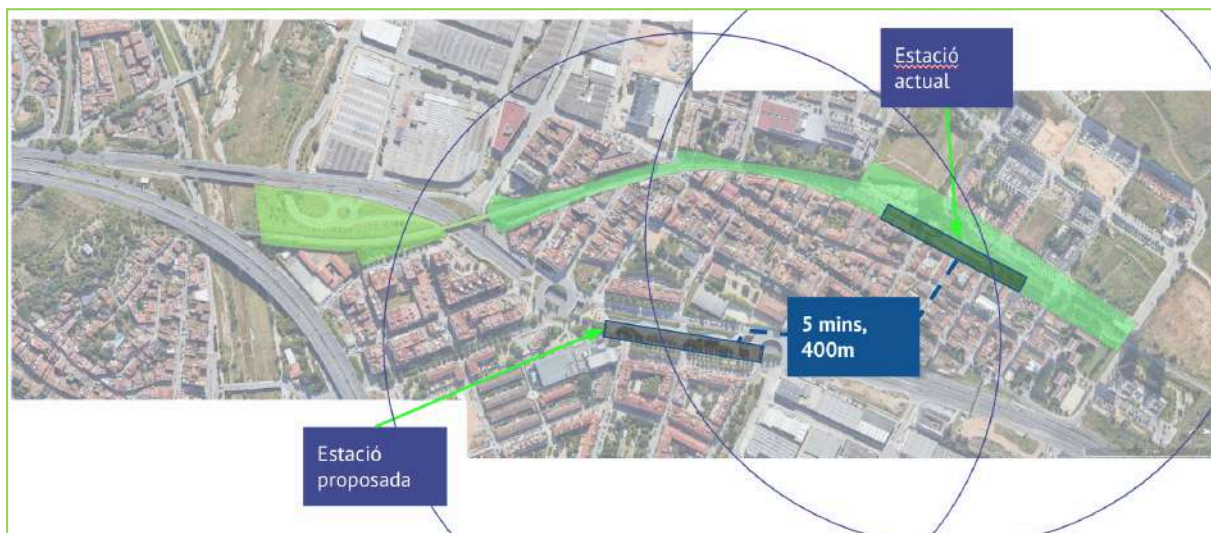 Estació
actual
5 mins,
400m
Estació
proposada